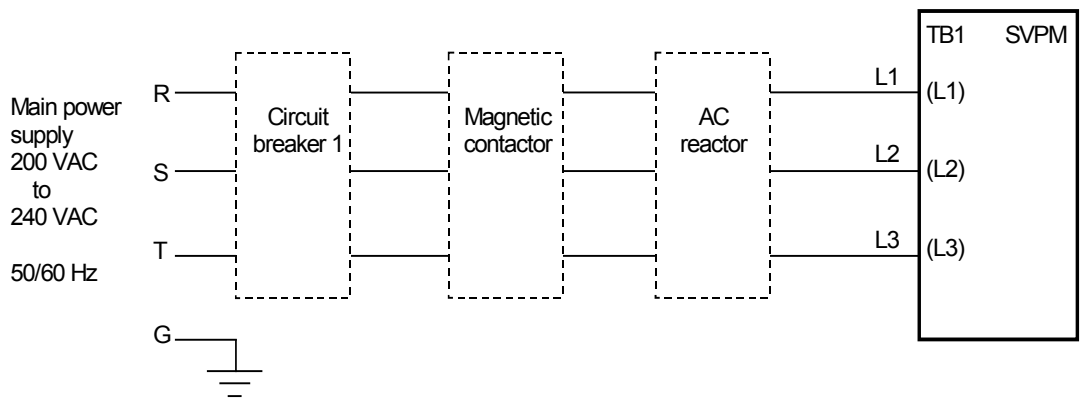 Main power
supply
200 VAC
to
240 VAC
50/60 Hz
R
S
T
G
Circuit
breaker 1
Magnetic
contactor
AC
reactor
L1
L2
L3
TB1 SVPM
(L1)
(L2)
(L3)